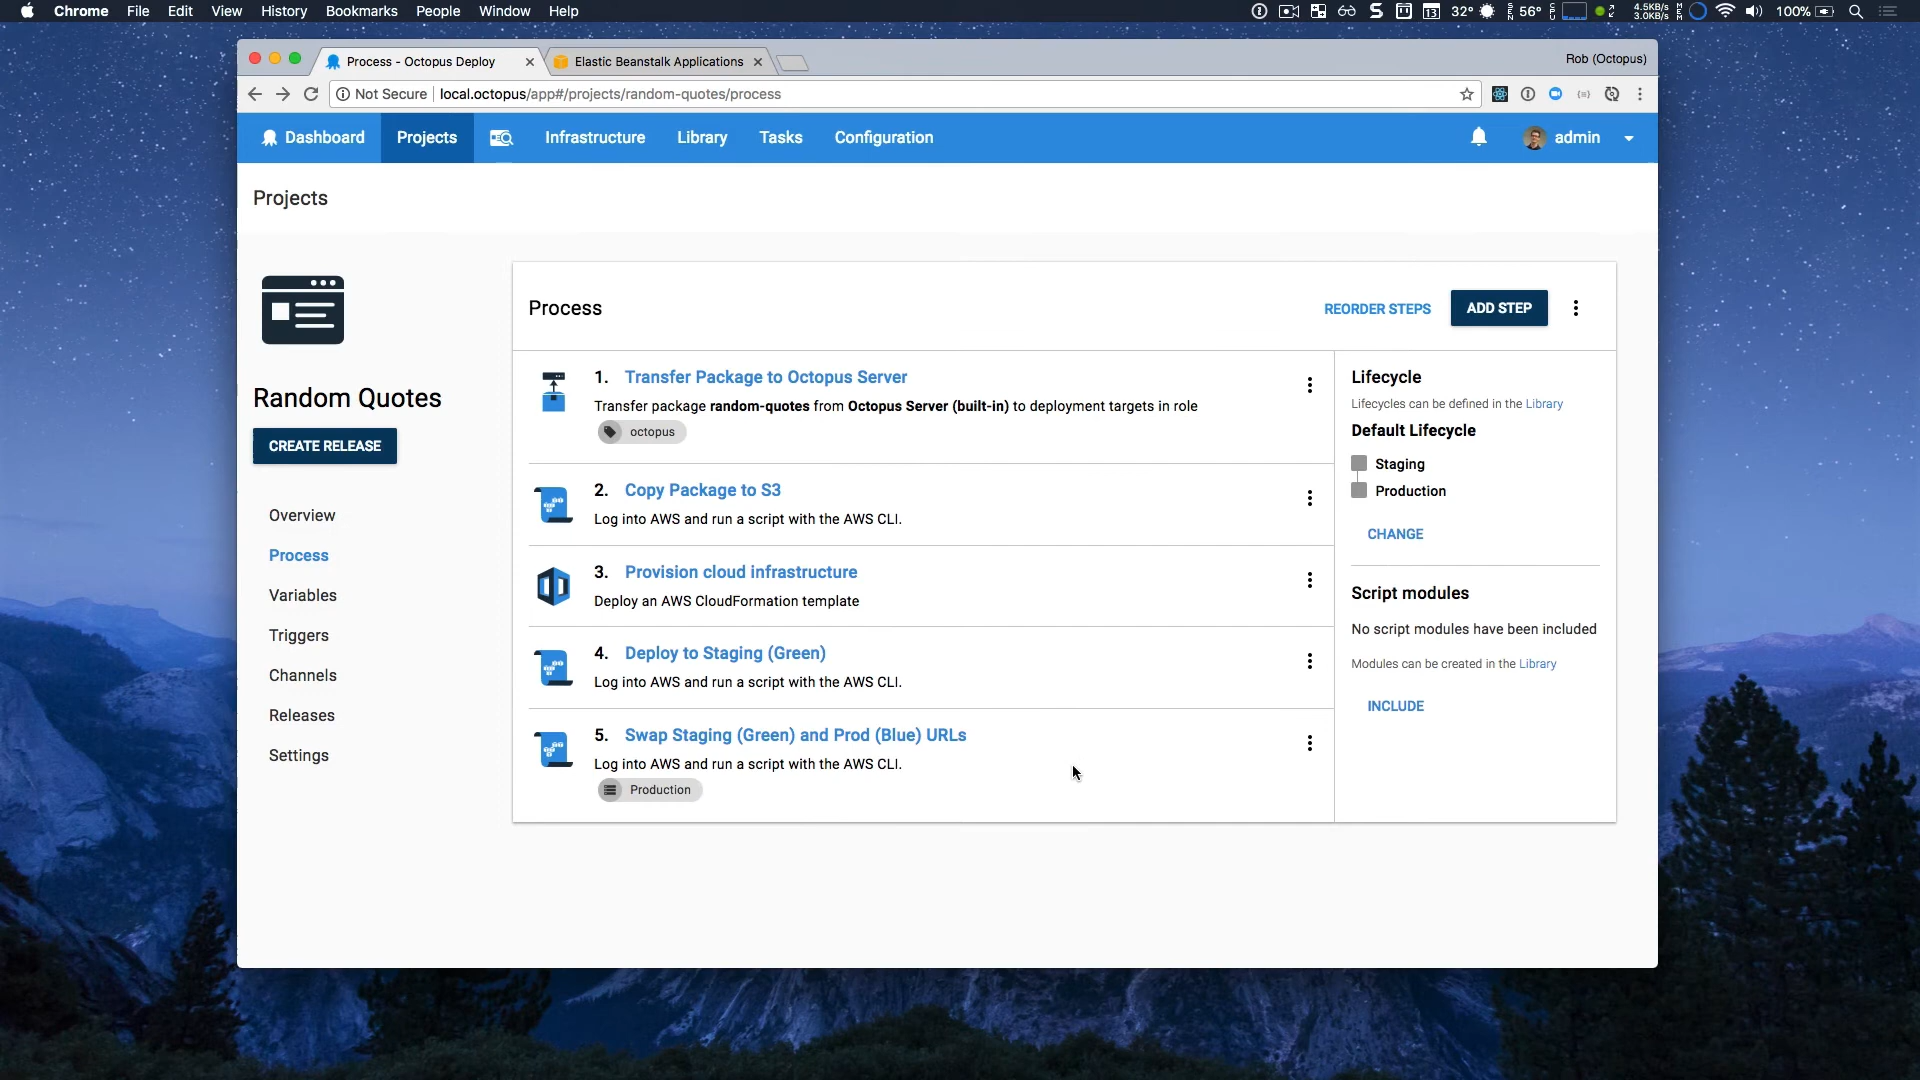 Chrome File Edit View History Bookmarks People Window Help 13 32° 56° 4.5KB/s 3.0KB/s 100%
Process - Octopus Deploy Elastic Beanstalk Applications Rob (Octopus)
Not Secure local.octopus/app#/projects/random-quotes/process
Dashboard Projects Infrastructure Library Tasks Configuration admin
Projects
Random Quotes
CREATE RELEASE
Overview
Process
Variables
Triggers
Channels
Releases
Settings
Process REORDER STEPS ADD STEP
1. Transfer Package to Octopus Server
Transfer package random-quotes from Octopus Server (built-in) to deployment targets in role
octopus
2. Copy Package to S3
Log into AWS and run a script with the AWS CLI.
3. Provision cloud infrastructure
Deploy an AWS CloudFormation template
4. Deploy to Staging (Green)
Log into AWS and run a script with the AWS CLI.
5. Swap Staging (Green) and Prod (Blue) URLs
Log into AWS and run a script with the AWS CLI.
Production
Lifecycle
Lifecycles can be defined in the Library
Default Lifecycle
Staging
Production
CHANGE
Script modules
No script modules have been included
Modules can be created in the Library
INCLUDE